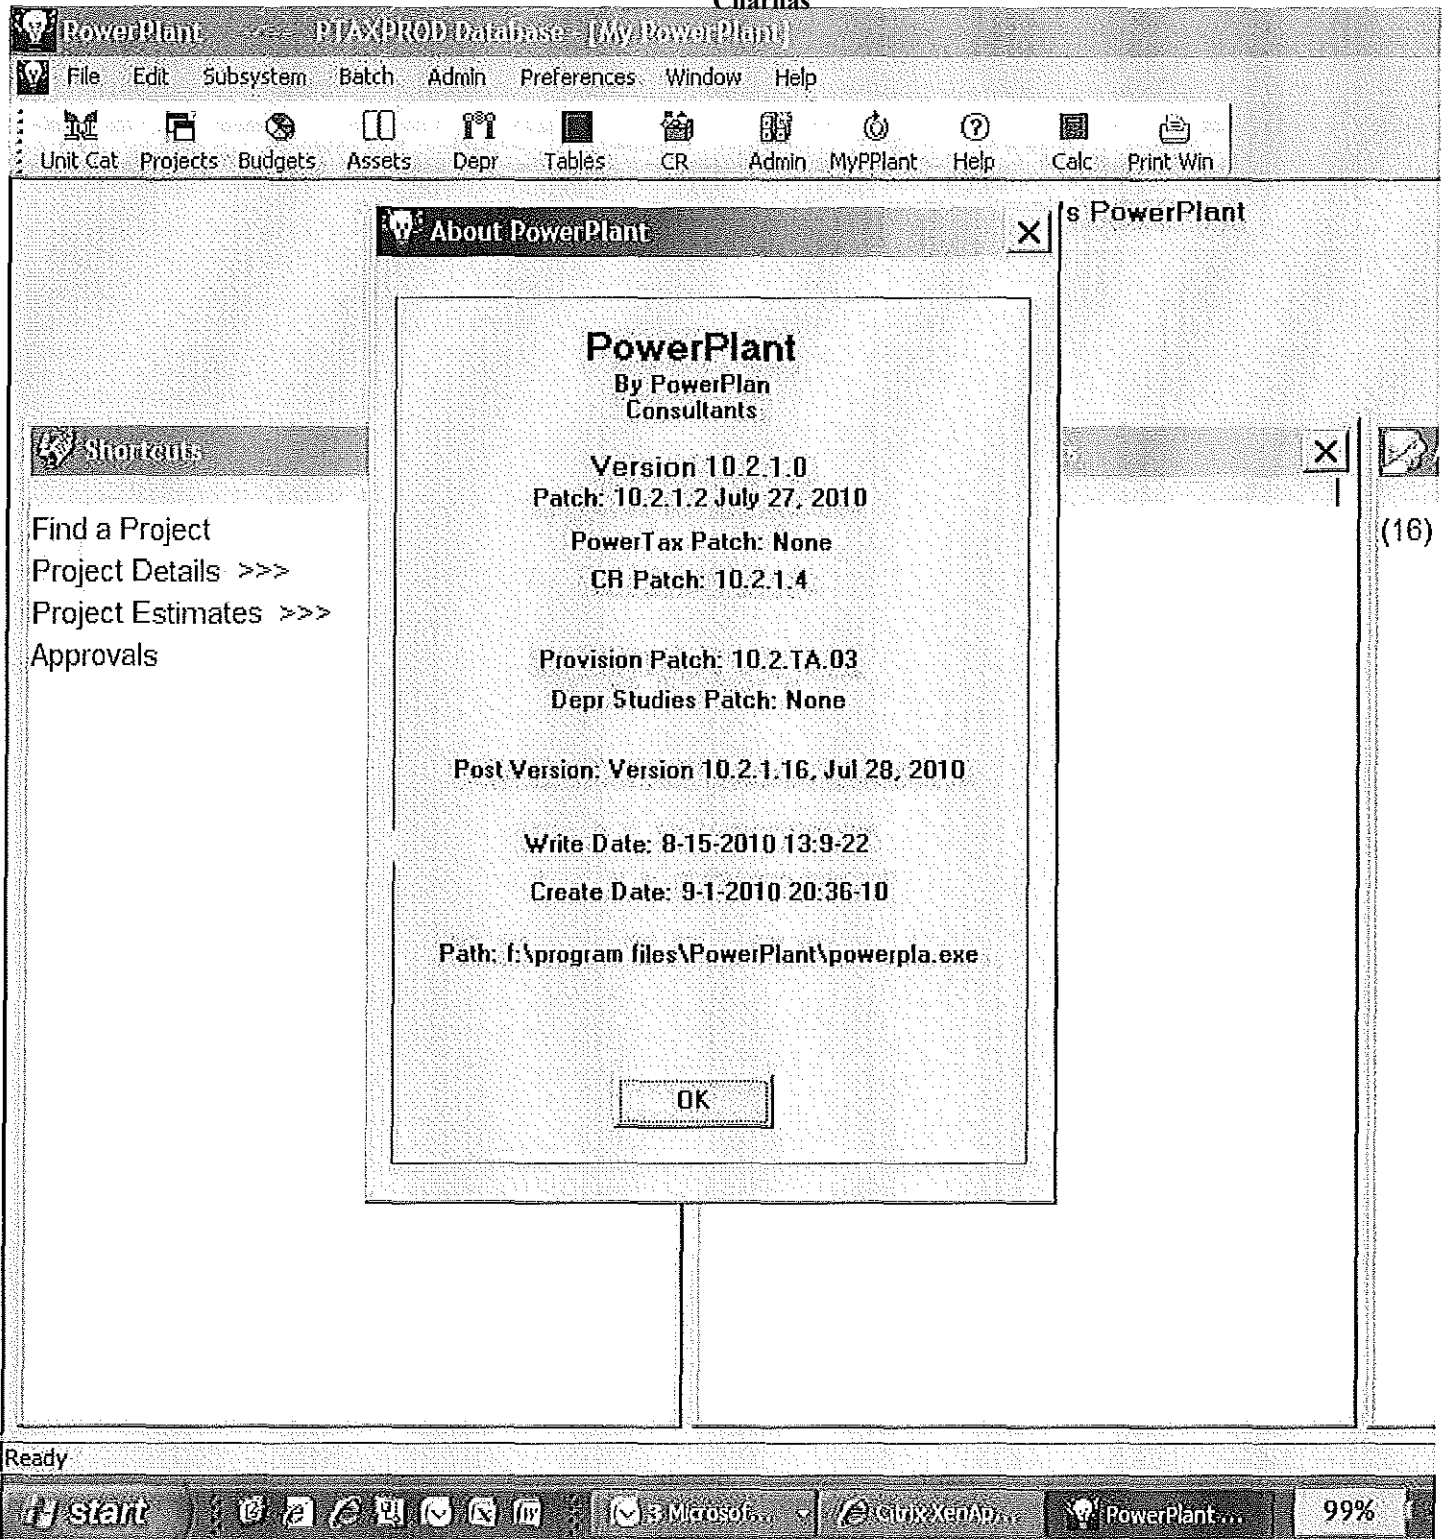 Charnas
PowerPlant PTAXPROD Database - [My PowerPlant]
File Edit Subsystem Batch Admin Preferences Window Help
Unit Cat Projects Budgets Assets Depr Tables CR Admin MyPPlant Help Calc Print Win
's PowerPlant
About PowerPlant
PowerPlant
By PowerPlan
Consultants
Version 10.2.1.0
Patch: 10.2.1.2 July 27, 2010
PowerTax Patch: None
CR Patch: 10.2.1.4
Provision Patch: 10.2.TA.03
Depr Studies Patch: None
Post Version: Version 10.2.1.16, Jul 28, 2010
Write Date: 8-15-2010 13:9-22
Create Date: 9-1-2010 20:36-10
Path: f:\program files\PowerPlant\powerpla.exe
OK
Shortcuts
Find a Project
Project Details >>>
Project Estimates >>>
Approvals
(16)
Ready
start 3 Microsof... Citrix XenAp... PowerPlant... 99%